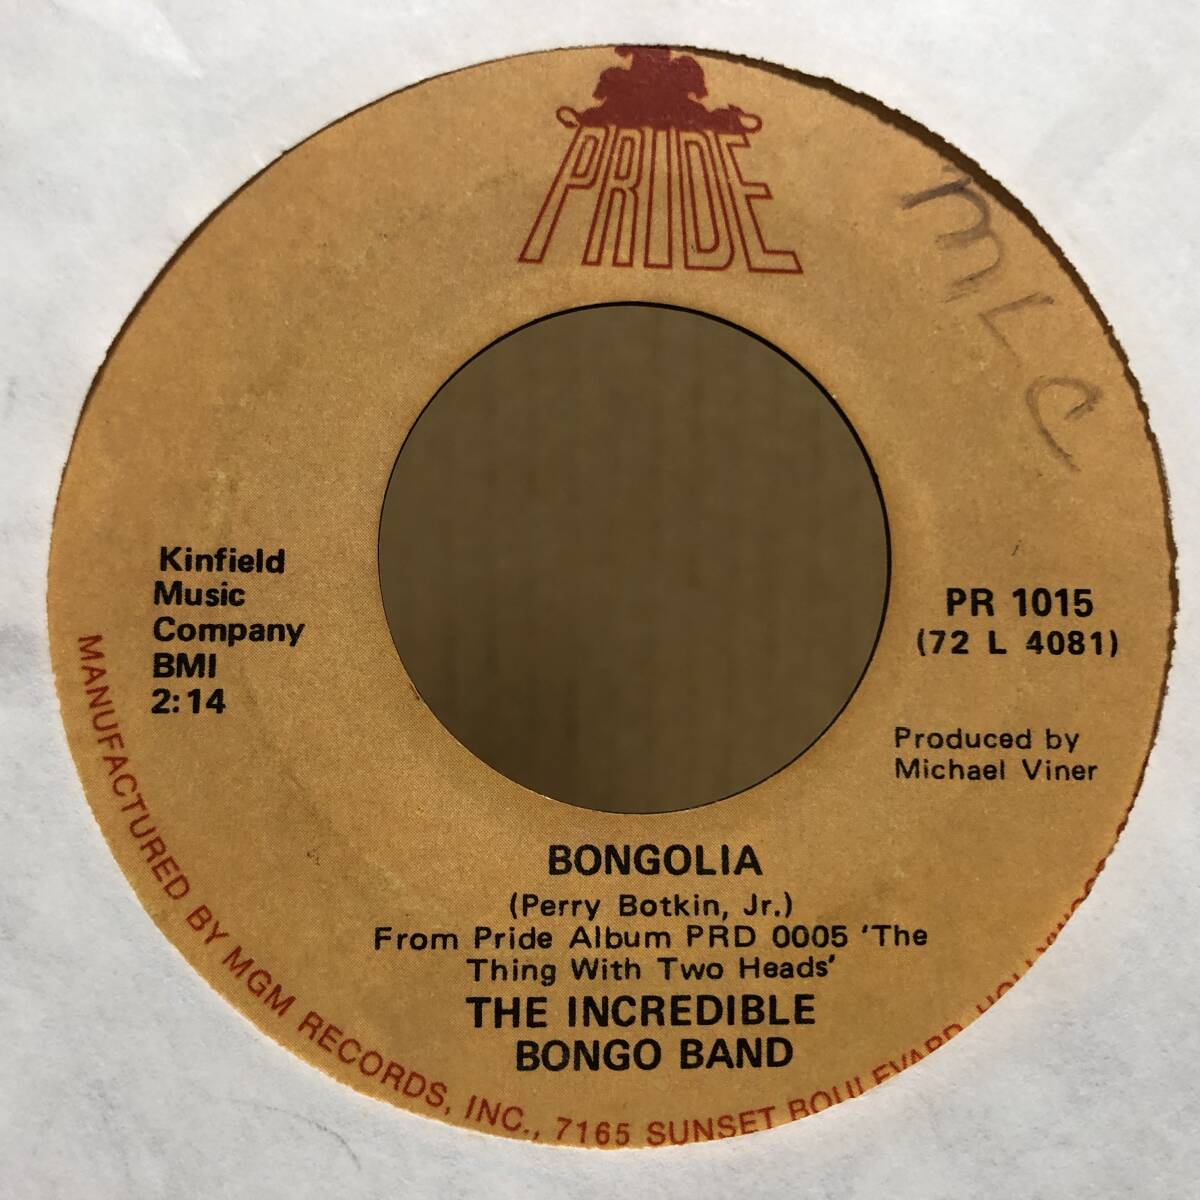 PRIDE
MLC
Kinfield
Music
Company
BMI
2:14
PR 1015
(72 L 4081)
Produced by
Michael Viner
BONGOLIA
(Perry Botkin, Jr.)
From Pride Album PRD 0005 'The
Thing With Two Heads'
THE INCREDIBLE
BONGO BAND
MANUFACTURED BY MGM RECORDS, INC., 7165 SUNSET BOULEVARD,